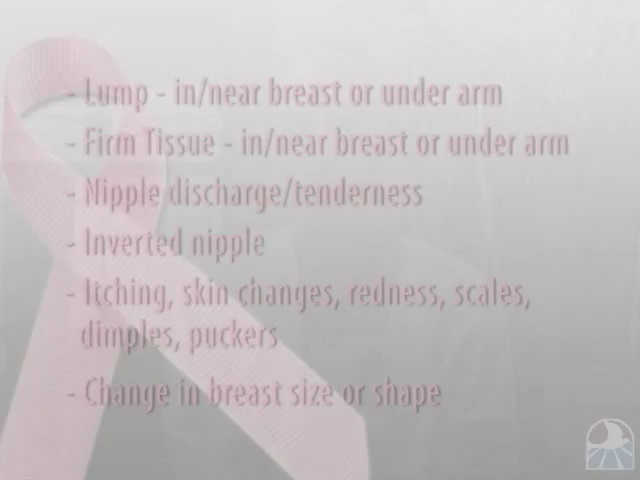 - Lump - in/near breast or under arm
- Firm Tissue - in/near breast or under arm
- Nipple discharge/tenderness
- Inverted nipple
- Itching, skin changes, redness, scales,
dimples, puckers
- Change in breast size or shape